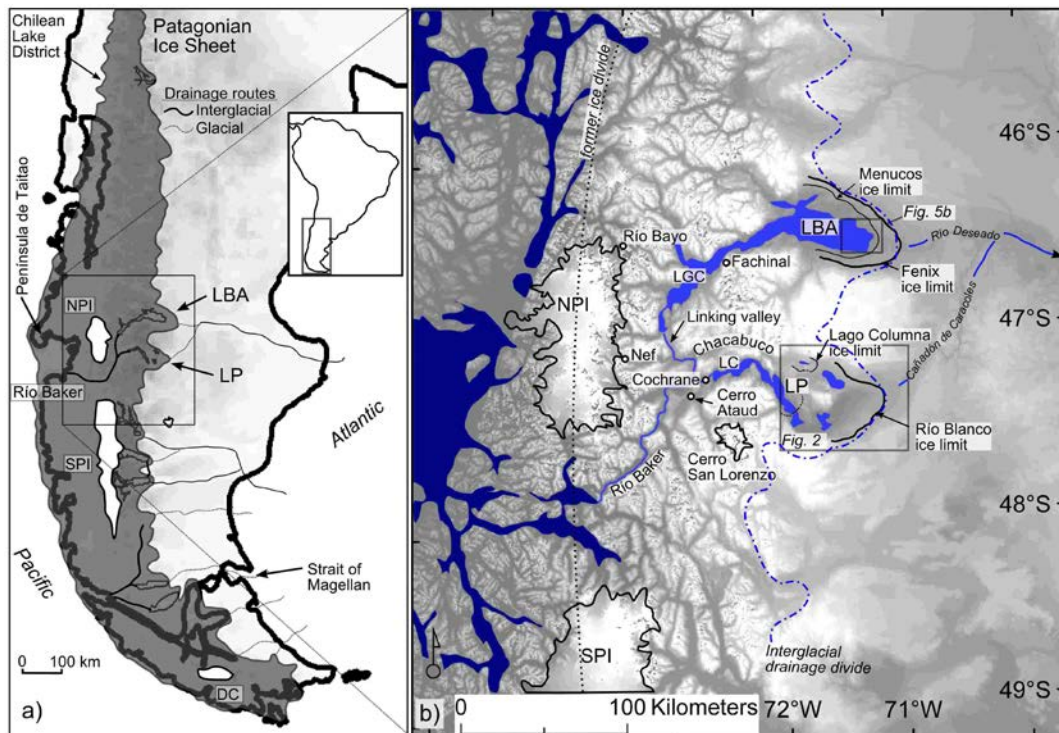 Chilean
Lake
District
Patagonian
Ice Sheet
Drainage routes
Interglacial
Glacial
Península de Taitao
NPI
LBA
LP
Río Baker
SPI
Atlantic
Pacific
Strait of
Magellan
0 100 km
DC
a)
b)
former ice divide
46°S
Menucos
ice limit
Fig. 5b
LBA
Río Deseado
Río Bayo
Fachinal
LGC
Fenix
ice limit
NPI
Linking valley
47°S
Cañadón de Caracoles
Chacabuco
Lago Columna
ice limit
Nef
LC
Cochrane
LP
Cerro
Ataud
Río Blanco
ice limit
Fig. 2
Cerro
San Lorenzo
Río Baker
48°S
SPI
Interglacial
drainage divide
0 100 Kilometers
72°W 71°W
49°S